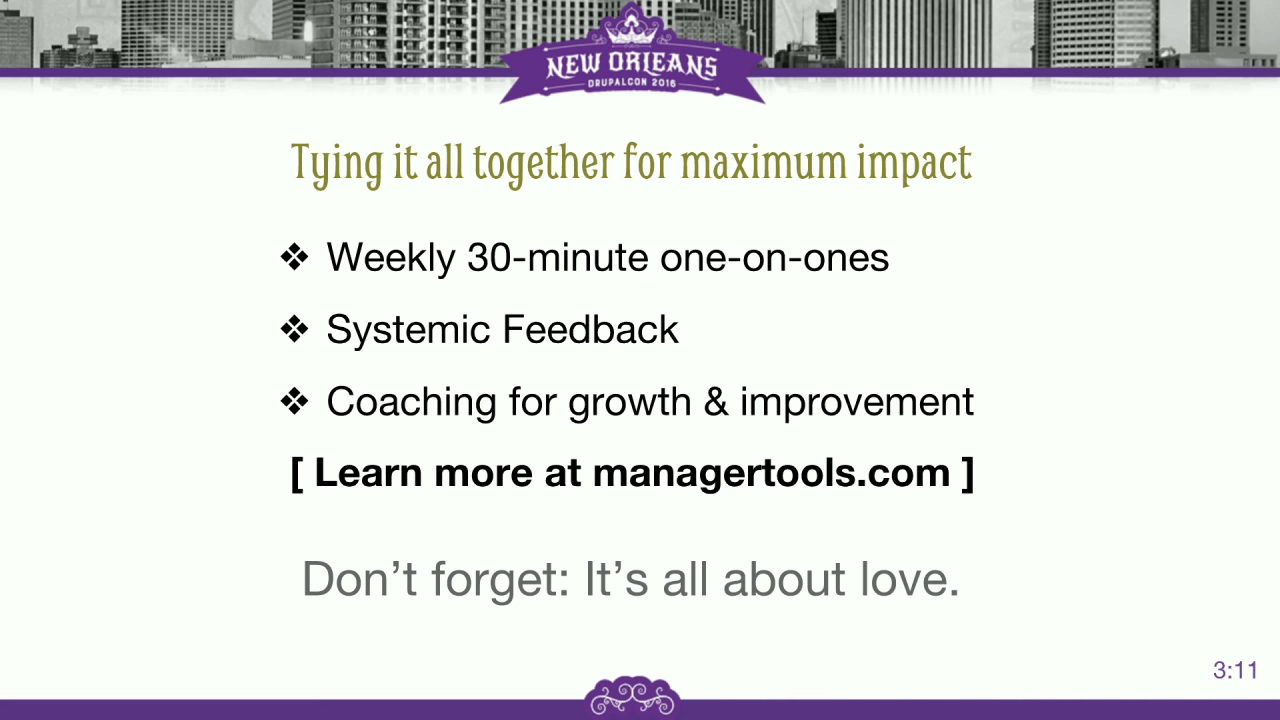 NEW ORLEANS
DRUPALCON 2016
Tying it all together for maximum impact
❖ Weekly 30-minute one-on-ones
❖ Systemic Feedback
❖ Coaching for growth & improvement
[ Learn more at managertools.com ]
Don’t forget: It’s all about love.
3:11